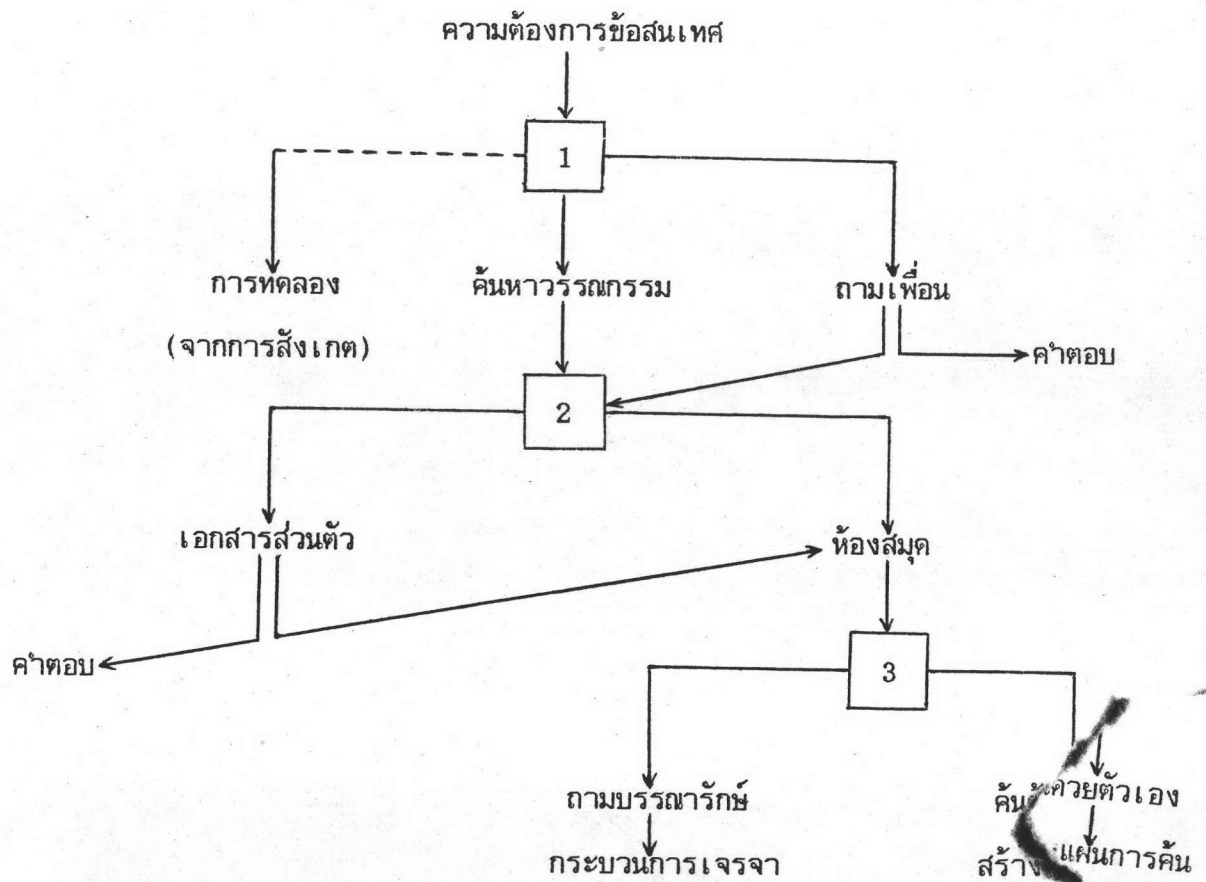 ความต้องการข้อสนเทศ
1
การทดลอง ค้นหาวรรณกรรม ถามเพื่อน
(จากการสังเกต)
คำตอบ
2
เอกสารส่วนตัว ห้องสมุด
คำตอบ
3
ถามบรรณารักษ์ ค้นด้วยตัวเอง
กระบวนการเจรจา สร้างแผนการค้น